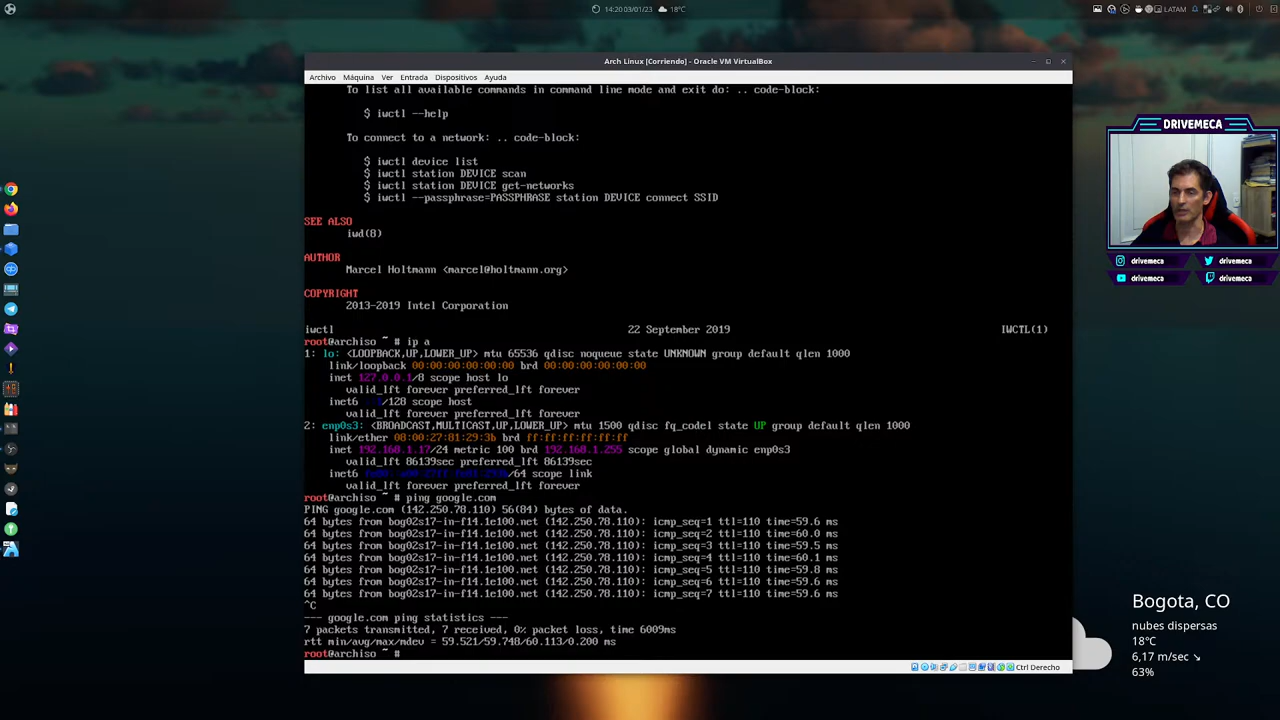 14:20 03/01/23 18°C
LATAM
Arch Linux [Corriendo] - Oracle VM VirtualBox
Archivo Máquina Ver Entrada Dispositivos Ayuda
To list all available commands in command line mode and exit do: .. code-block:
$ iwctl --help
To connect to a network: .. code-block:
$ iwctl device list
$ iwctl station DEVICE scan
$ iwctl station DEVICE get-networks
$ iwctl --passphrase=PASSPHRASE station DEVICE connect SSID
SEE ALSO
iwd(8)
AUTHOR
Marcel Holtmann <marcel@holtmann.org>
COPYRIGHT
2013-2019 Intel Corporation
iwctl 22 September 2019 IWCTL(1)
root@archiso ~ # ip a
1: lo: <LOOPBACK,UP,LOWER_UP> mtu 65536 qdisc noqueue state UNKNOWN group default qlen 1000
link/loopback 00:00:00:00:00:00 brd 00:00:00:00:00:00
inet 127.0.0.1/8 scope host lo
valid_lft forever preferred_lft forever
inet6 /128 scope host
valid_lft forever preferred_lft forever
2: enp0s3: <BROADCAST,MULTICAST,UP,LOWER_UP> mtu 1500 qdisc fq_codel state UP group default qlen 1000
link/ether 08:00:27:81:29:3b brd ff:ff:ff:ff:ff:ff
inet 192.168.1.17/24 metric 100 brd 192.168.1.255 scope global dynamic enp0s3
valid_lft 86139sec preferred_lft 86139sec
inet6 /64 scope link
valid_lft forever preferred_lft forever
root@archiso ~ # ping google.com
PING google.com (142.250.78.110) 56(84) bytes of data.
64 bytes from bog02s17-in-f14.1e100.net (142.250.78.110): icmp_seq=1 ttl=110 time=59.6 ms
64 bytes from bog02s17-in-f14.1e100.net (142.250.78.110): icmp_seq=2 ttl=110 time=60.0 ms
64 bytes from bog02s17-in-f14.1e100.net (142.250.78.110): icmp_seq=3 ttl=110 time=59.5 ms
64 bytes from bog02s17-in-f14.1e100.net (142.250.78.110): icmp_seq=4 ttl=110 time=60.1 ms
64 bytes from bog02s17-in-f14.1e100.net (142.250.78.110): icmp_seq=5 ttl=110 time=59.8 ms
64 bytes from bog02s17-in-f14.1e100.net (142.250.78.110): icmp_seq=6 ttl=110 time=59.6 ms
64 bytes from bog02s17-in-f14.1e100.net (142.250.78.110): icmp_seq=7 ttl=110 time=59.6 ms
^C
--- google.com ping statistics ---
7 packets transmitted, 7 received, 0% packet loss, time 6009ms
rtt min/avg/max/mdev = 59.521/59.748/60.113/0.200 ms
root@archiso ~ #
Ctrl Derecho
DRIVEMECA
drivemeca drivemeca
drivemeca drivemeca
Bogota, CO
nubes dispersas
18°C
6,17 m/sec ↘
63%